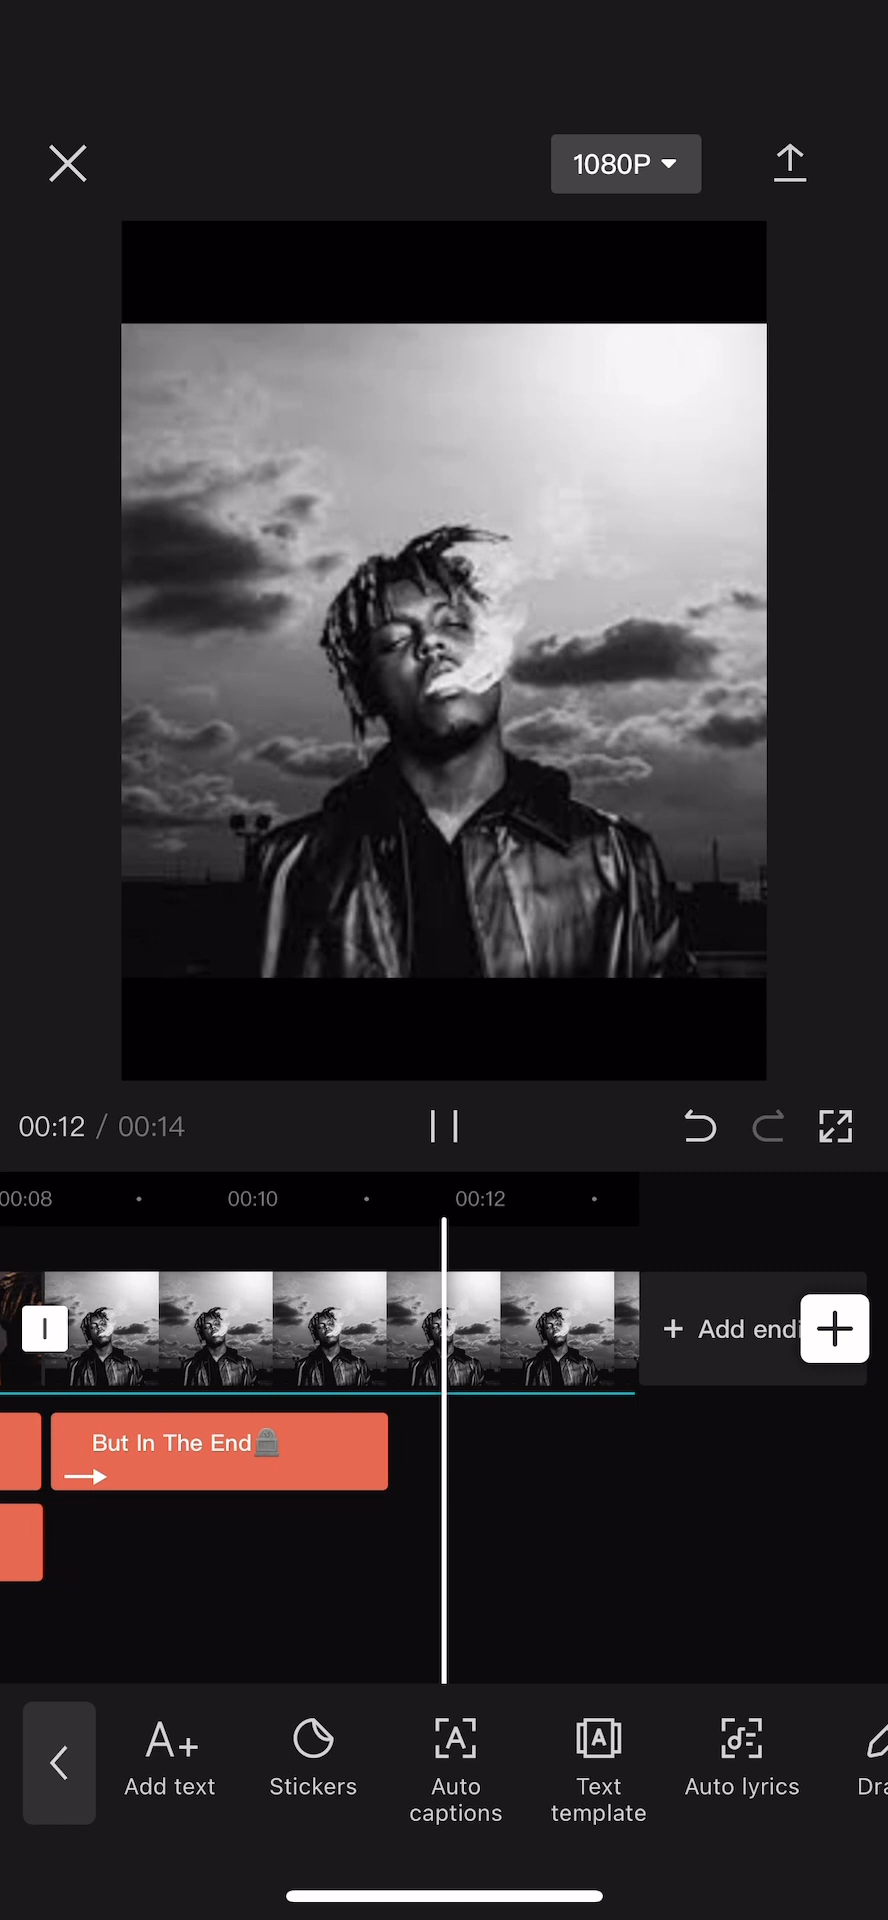 1080P
00:12 / 00:14
00:08 00:10 00:12
+ Add endi
But In The End🪦
Add text
Stickers
Auto
captions
Text
template
Auto lyrics